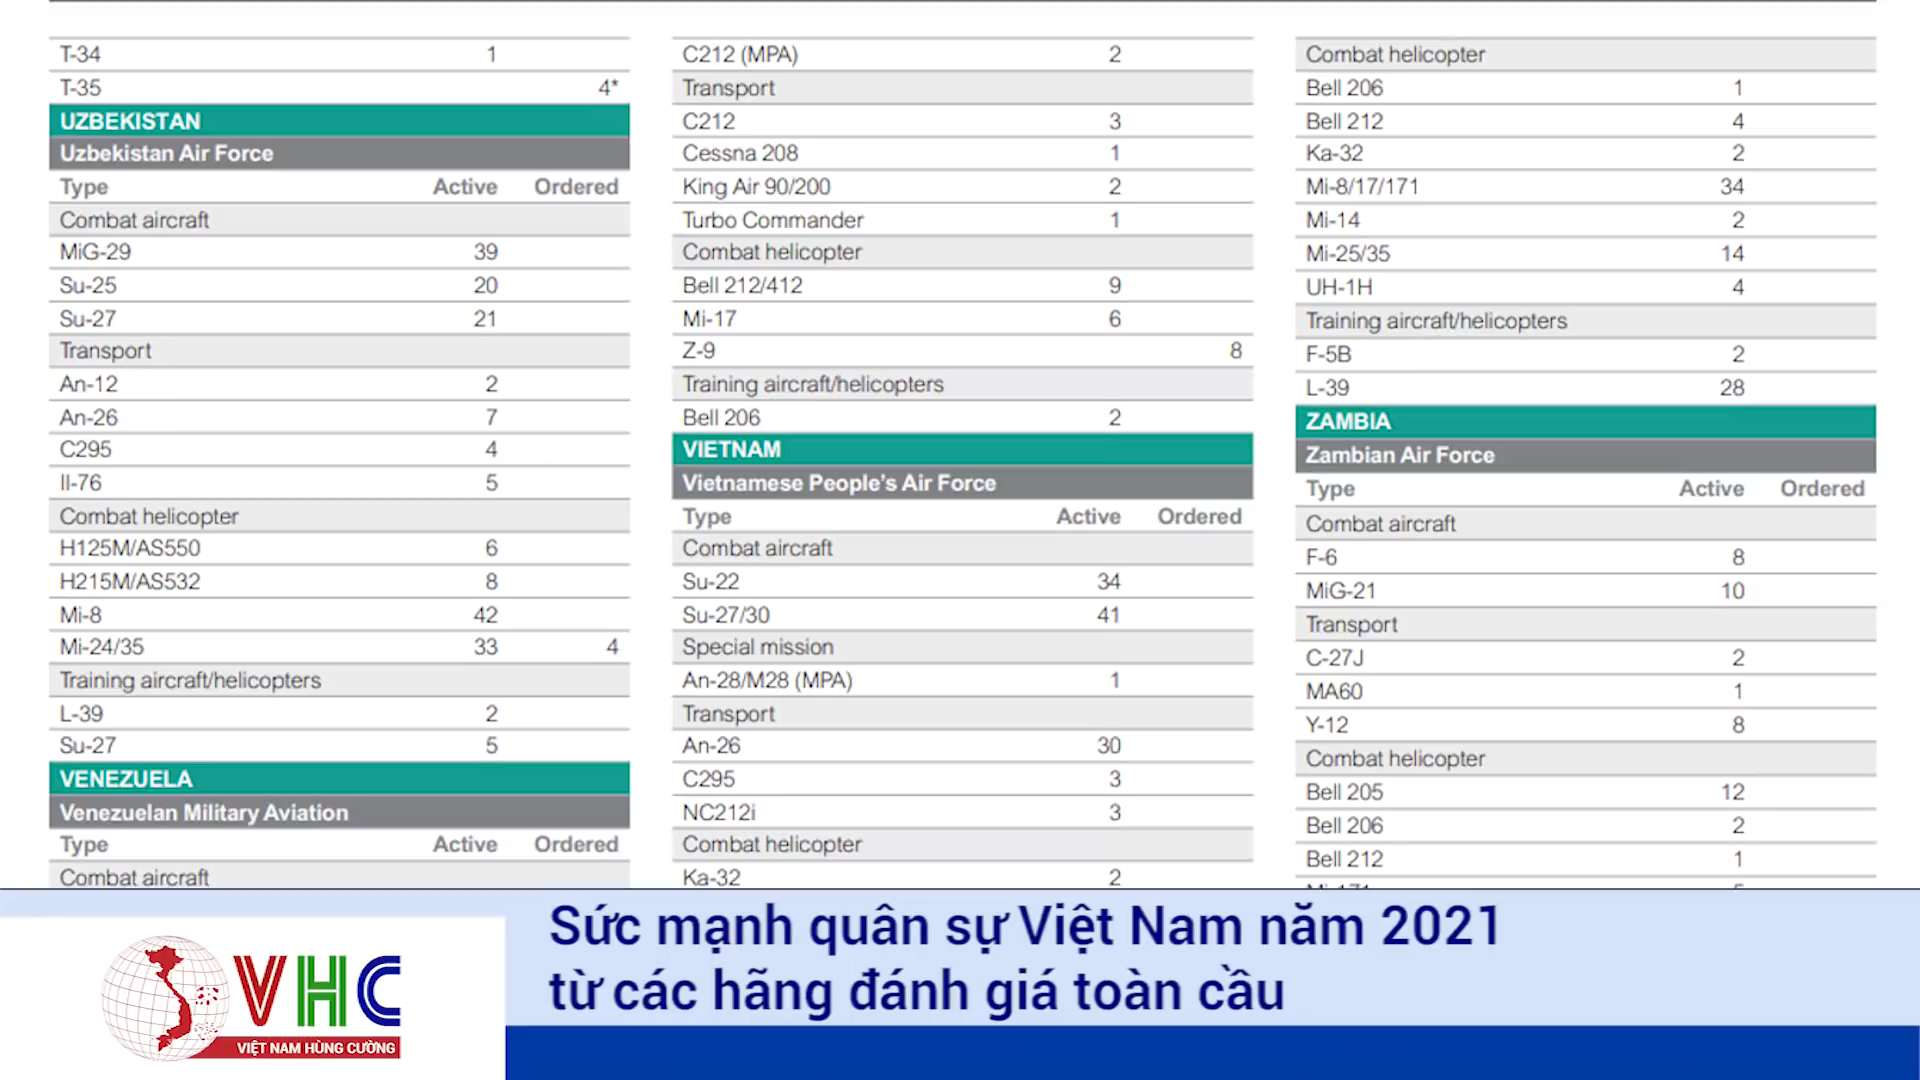 T-34 1
T-35 4*
UZBEKISTAN
Uzbekistan Air Force
Type Active Ordered
Combat aircraft
MiG-29 39
Su-25 20
Su-27 21
Transport
An-12 2
An-26 7
C295 4
Il-76 5
Combat helicopter
H125M/AS550 6
H215M/AS532 8
Mi-8 42
Mi-24/35 33 4
Training aircraft/helicopters
L-39 2
Su-27 5
VENEZUELA
Venezuelan Military Aviation
Type Active Ordered
Combat aircraft
C212 (MPA) 2
Transport
C212 3
Cessna 208 1
King Air 90/200 2
Turbo Commander 1
Combat helicopter
Bell 212/412 9
Mi-17 6
Z-9 8
Training aircraft/helicopters
Bell 206 2
VIETNAM
Vietnamese People's Air Force
Type Active Ordered
Combat aircraft
Su-22 34
Su-27/30 41
Special mission
An-28/M28 (MPA) 1
Transport
An-26 30
C295 3
NC212i 3
Combat helicopter
Ka-32 2
Combat helicopter
Bell 206 1
Bell 212 4
Ka-32 2
Mi-8/17/171 34
Mi-14 2
Mi-25/35 14
UH-1H 4
Training aircraft/helicopters
F-5B 2
L-39 28
ZAMBIA
Zambian Air Force
Type Active Ordered
Combat aircraft
F-6 8
MiG-21 10
Transport
C-27J 2
MA60 1
Y-12 8
Combat helicopter
Bell 205 12
Bell 206 2
Bell 212 1
Sức mạnh quân sự Việt Nam năm 2021
từ các hãng đánh giá toàn cầu
VHC
VIỆT NAM HÙNG CƯỜNG